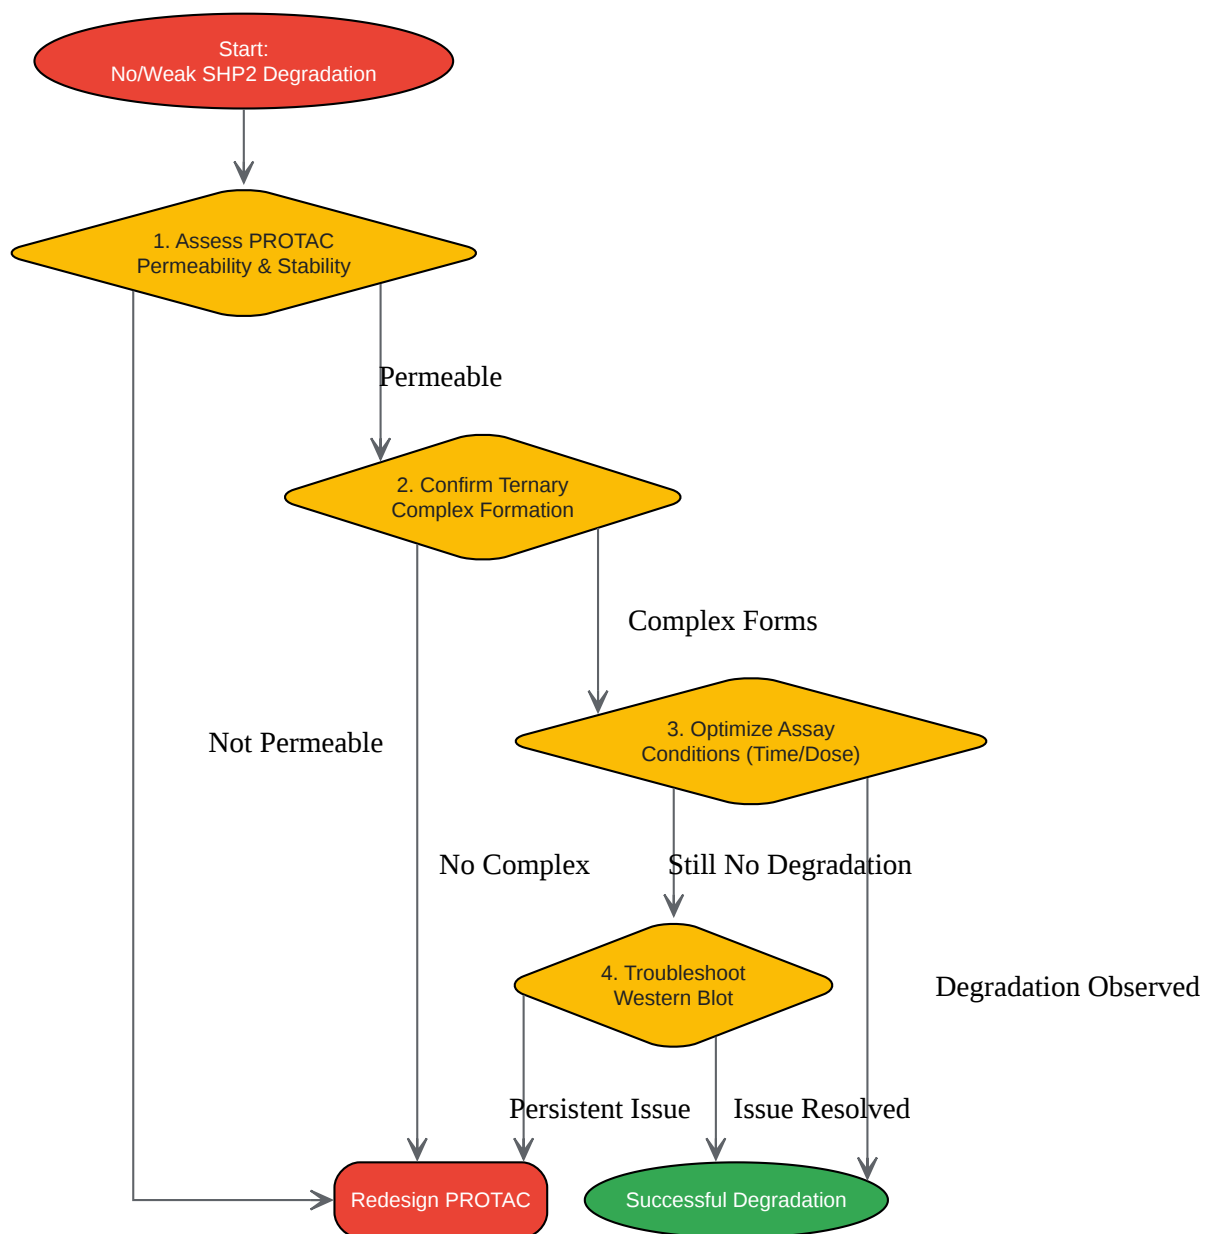 Start:
No/Weak SHP2 Degradation
1. Assess PROTAC
Permeability & Stability
Permeable
2. Confirm Ternary
Complex Formation
Complex Forms
3. Optimize Assay
Conditions (Time/Dose)
Not Permeable
No Complex
Still No Degradation
4. Troubleshoot
Western Blot
Degradation Observed
Persistent Issue
Issue Resolved
Redesign PROTAC
Successful Degradation